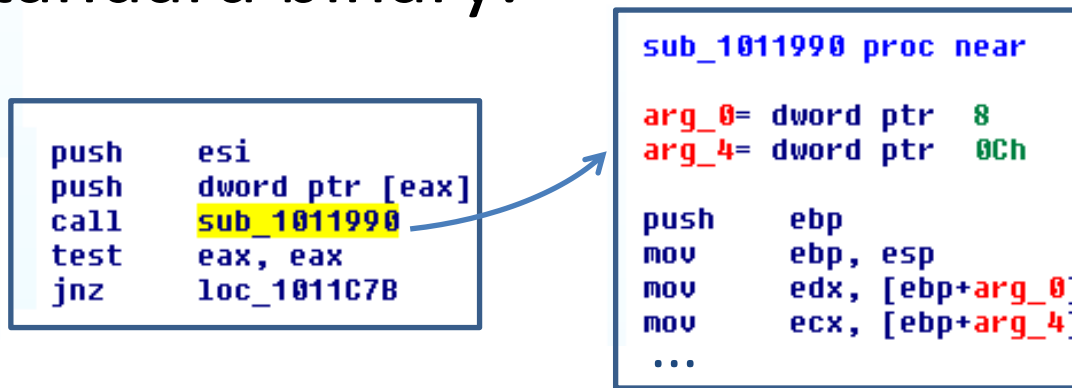 push esi
push dword ptr [eax]
call sub_1011990
test eax, eax
jnz loc_1011C7B
sub_1011990 proc near
arg_0= dword ptr 8
arg_4= dword ptr 0Ch
push ebp
mov ebp, esp
mov edx, [ebp+arg_0]
mov ecx, [ebp+arg_4]
...